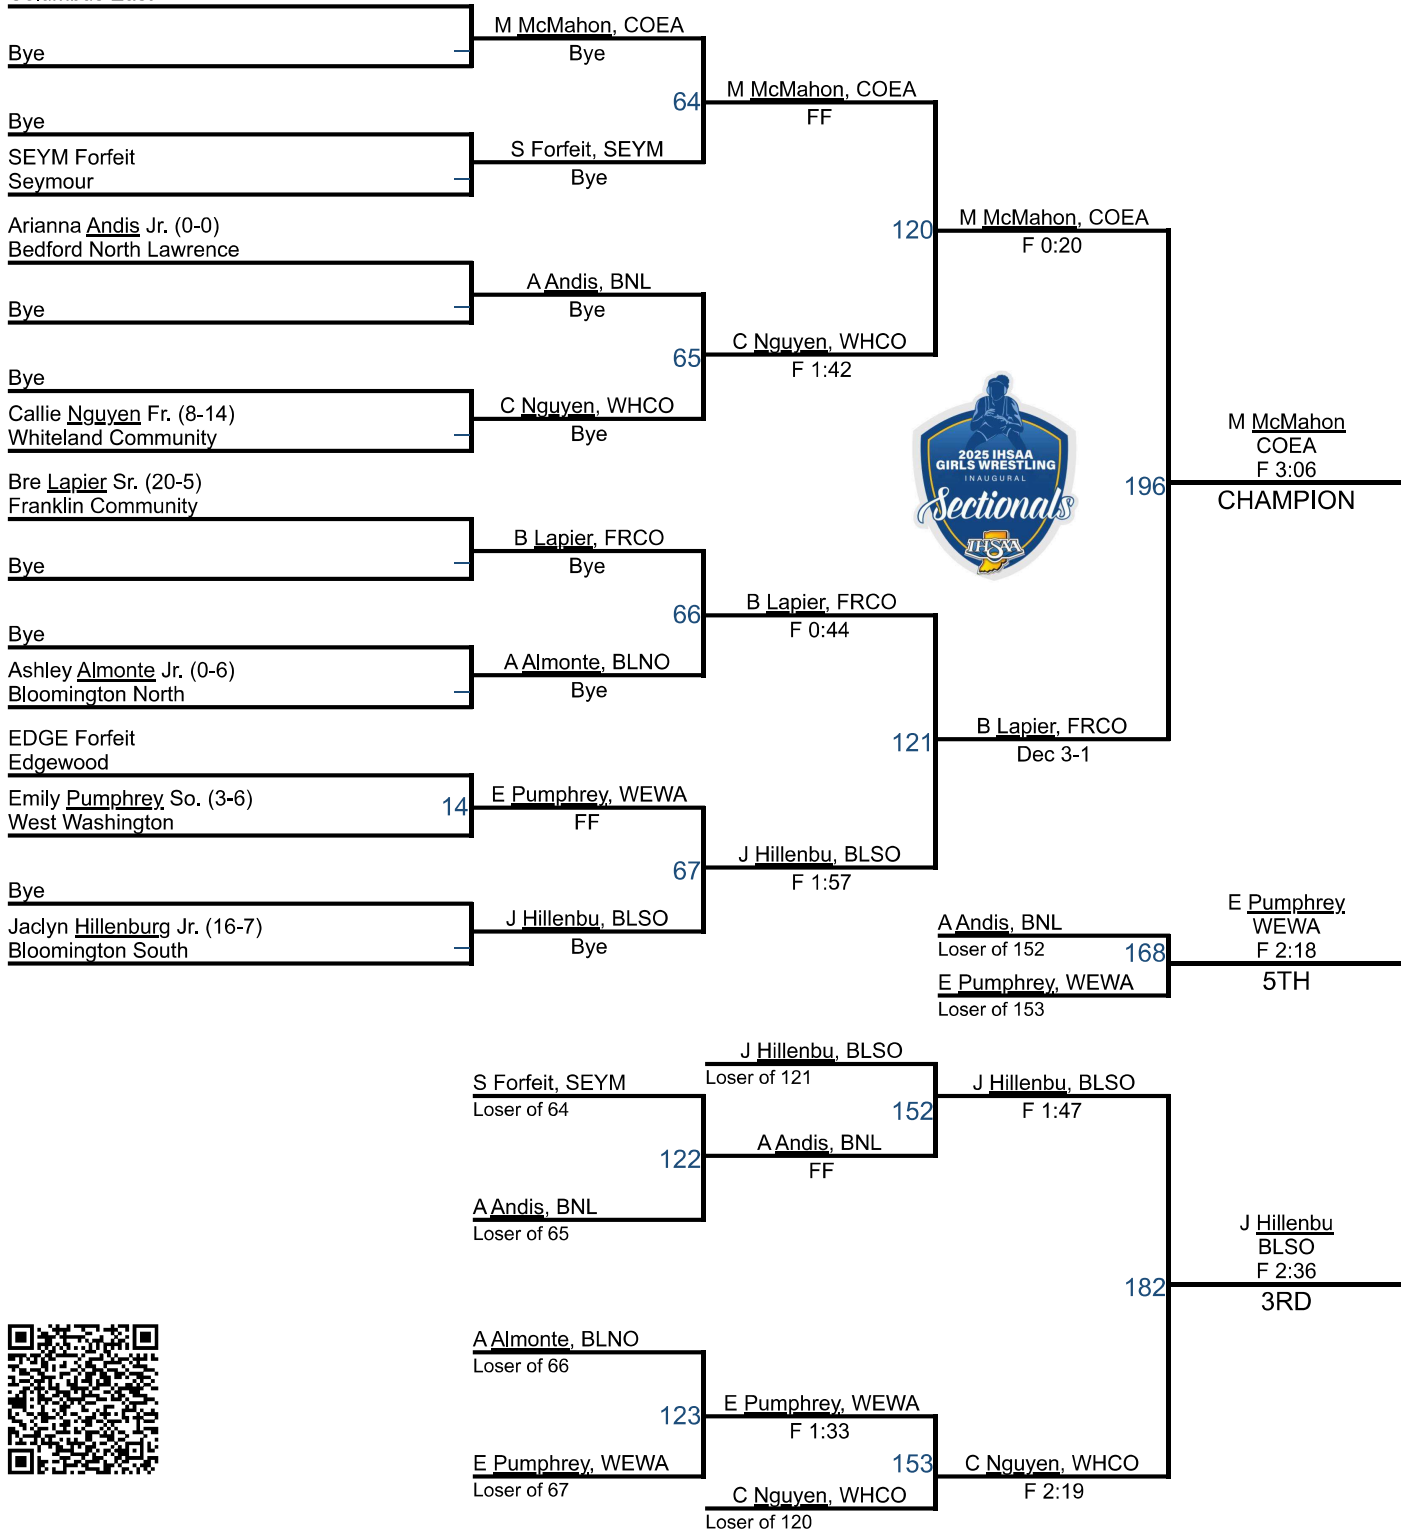 Bye
Bye
SEYM Forfeit
Seymour
Arianna Andis Jr. (0-0)
Bedford North Lawrence
Bye
Bye
Callie Nguyen Fr. (8-14)
Whiteland Community
Bre Lapier Sr. (20-5)
Franklin Community
Bye
Bye
Ashley Almonte Jr. (0-6)
Bloomington North
EDGE Forfeit
Edgewood
Emily Pumphrey So. (3-6)
West Washington
14
Bye
Jaclyn Hillenburg Jr. (16-7)
Bloomington South
M McMahon, COEA
Bye
64
S Forfeit, SEYM
Bye
A Andis, BNL
Bye
65
C Nguyen, WHCO
Bye
B Lapier, FRCO
Bye
66
A Almonte, BLNO
Bye
E Pumphrey, WEWA
FF
67
J Hillenbu, BLSO
Bye
M McMahon, COEA
FF
120
C Nguyen, WHCO
F 1:42
B Lapier, FRCO
F 0:44
121
J Hillenbu, BLSO
F 1:57
M McMahon, COEA
F 0:20
2025 IHSAA
GIRLS WRESTLING
INAUGURAL
Sectionals
IHSAA
196
B Lapier, FRCO
Dec 3-1
M McMahon
COEA
F 3:06
CHAMPION
A Andis, BNL
Loser of 152
168
E Pumphrey, WEWA
Loser of 153
E Pumphrey
WEWA
F 2:18
5TH
S Forfeit, SEYM
Loser of 64
122
A Andis, BNL
Loser of 65
J Hillenbu, BLSO
Loser of 121
152
A Andis, BNL
FF
J Hillenbu, BLSO
F 1:47
A Almonte, BLNO
Loser of 66
123
E Pumphrey, WEWA
Loser of 67
E Pumphrey, WEWA
F 1:33
153
C Nguyen, WHCO
Loser of 120
C Nguyen, WHCO
F 2:19
182
J Hillenbu
BLSO
F 2:36
3RD